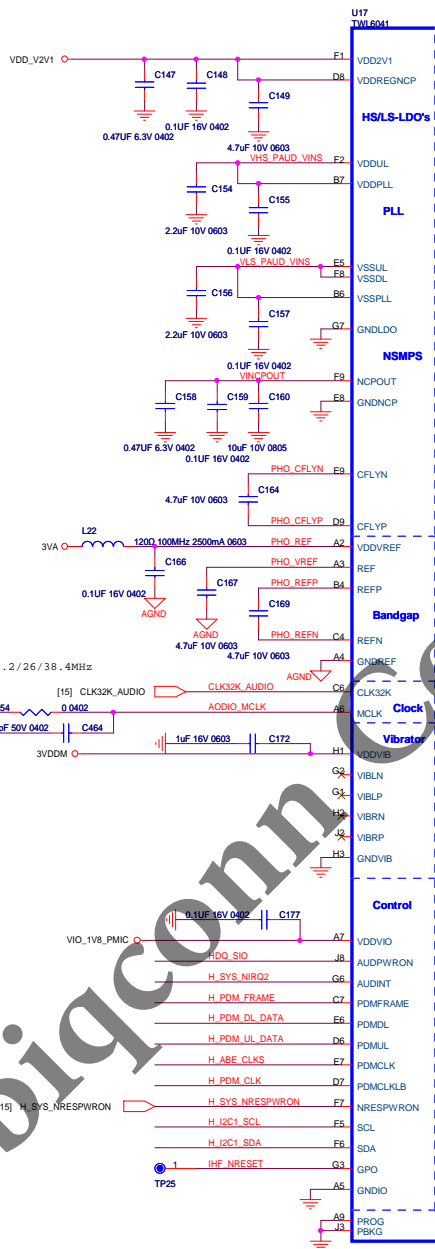 U17
TWL6041
VDD_V2V1
F1 VDD2V1
D8 VDDREGNCP
C147
C148
C149
0.47UF 6.3V 0402
0.1UF 16V 0402
4.7uF 10V 0603
HS/LS-LDO's
VHS_PAUD_VINS
F2 VDDUL
B7 VDDPLL
C154
C155
2.2uF 10V 0603
0.1UF 16V 0402
PLL
VLS_PAUD_VINS
E5 VSSUL
F8 VSSDL
B6 VSSPLL
C156
C157
2.2uF 10V 0603
0.1UF 16V 0402
G7 GNDLDO
NSMPS
VINCPOUT
F9 NCPOUT
E8 GNDNCP
C158
C159
C160
0.47UF 6.3V 0402
10uF 10V 0805
0.1UF 16V 0402
PHO_CFLYN E9 CFLYN
C164
4.7uF 10V 0603
PHO_CFLYP D9 CFLYP
L22
3VA
120Ω 100MHz 2500mA 0603
PHO_REF A2 VDDVREF
C166
0.1UF 16V 0402
AGND
PHO_VREF A3 REF
C167
AGND
4.7uF 10V 0603
PHO_REFP B4 REFP
C169
PHO_REFN C4 REFN
4.7uF 10V 0603
Bandgap
AGND A4 GNDREF
.2/26/38.4MHz
[15] CLK32K_AUDIO
CLK32K_AUDIO C6 CLK32K
54
0 0402
AODIO_MCLK A6 MCLK
Clock
pF 50V 0402 C464
3VDDM
1uF 16V 0603 C172
H1 VDDVIB
Vibrator
G2 VIBLN
G1 VIBLP
H2 VIBRN
J2 VIBRP
H3 GNDVIB
Control
0.1UF 16V 0402 C177
VIO_1V8_PMIC A7 VDDVIO
HDQ_SIO J8 AUDPWRON
H_SYS_NIRQ2 G6 AUDINT
H_PDM_FRAME C7 PDMFRAME
H_PDM_DL_DATA E6 PDMDL
H_PDM_UL_DATA D6 PDMUL
H_ABE_CLKS E7 PDMCLK
H_PDM_CLK D7 PDMCLKLB
15] H_SYS_NRESPWRON
H_SYS_NRESPWRON F7 NRESPWRON
H_I2C1_SCL F5 SCL
H_I2C1_SDA F6 SDA
1 IHF_NRESET G3 GPO
TP25
A5 GNDIO
A9 PROG
J3 PBKG